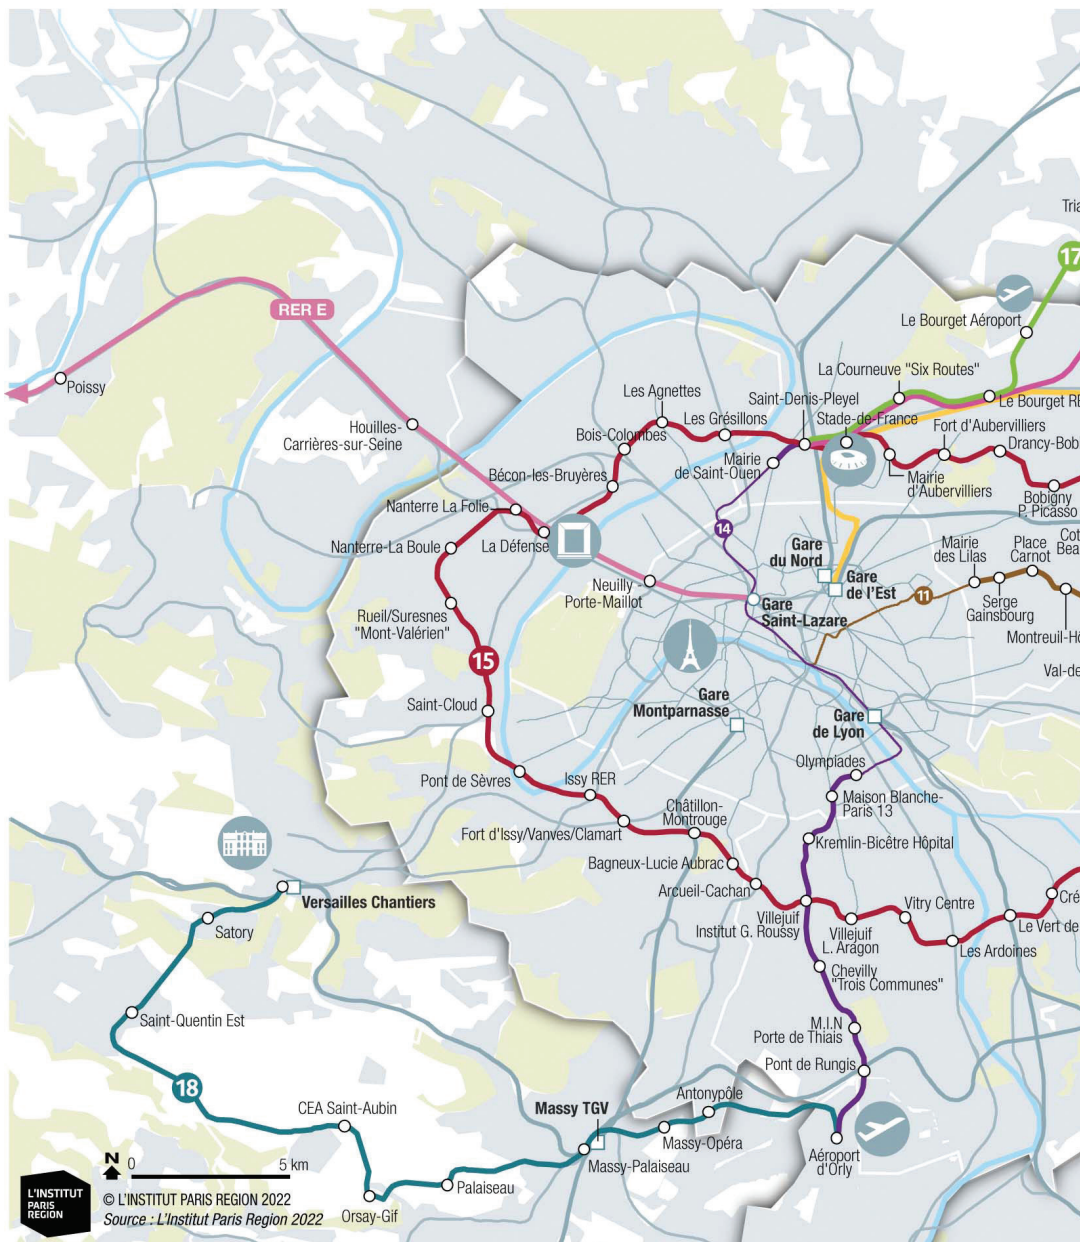 Tria
17
Le Bourget Aéroport
RER E
La Courneuve "Six Routes"
Poissy
Les Agnettes
Saint-Denis-Pleyel
Le Bourget RE
Les Grésillons
Stade-de-France
Houilles-
Carrières-sur-Seine
Bois-Colombes
Fort d'Aubervilliers
Drancy-Bob
Mairie
de Saint-Ouen
Bécon-les-Bruyères
Mairie
d'Aubervilliers
Bobigny
P. Picasso
Nanterre La Folie
14
La Défense
Nanterre-La Boule
Gare
du Nord
Mairie
des Lilas
Place
Carnot
Cot
Bea
Neuilly -
Porte-Maillot
Gare
de l'Est
11
Serge
Gainsbourg
Rueil/Suresnes
"Mont-Valérien"
Gare
Saint-Lazare
Montreuil-Hô
15
Val-de
Saint-Cloud
Gare
Montparnasse
Gare
de Lyon
Olympiades
Pont de Sèvres
Issy RER
Maison Blanche-
Paris 13
Châtillon-
Montrouge
Fort d'Issy/Vanves/Clamart
Kremlin-Bicêtre Hôpital
Bagneux-Lucie Aubrac
Arcueil-Cachan
Versailles Chantiers
Cré
Villejuif
Institut G. Roussy
Vitry Centre
Le Vert de
Satory
Villejuif
L. Aragon
Les Ardoines
Chevilly
"Trois Communes"
Saint-Quentin Est
M.I.N
Porte de Thiais
Pont de Rungis
18
Antonypôle
CEA Saint-Aubin
Massy TGV
Massy-Opéra
Aéroport
d'Orly
Massy-Palaiseau
Palaiseau
Orsay-Gif
N
0 5 km
L'INSTITUT
PARIS
REGION
© L'INSTITUT PARIS REGION 2022
Source : L'Institut Paris Region 2022